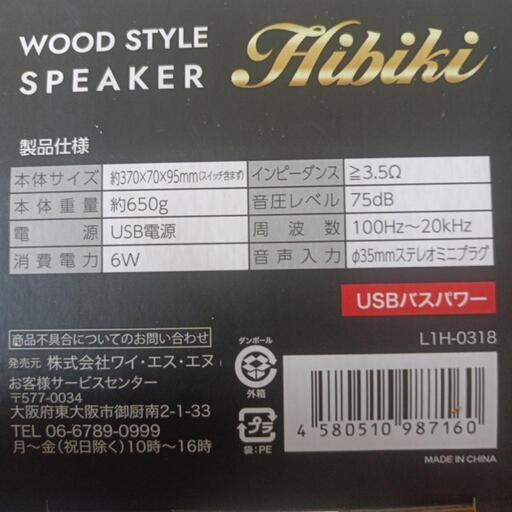 WOOD STYLE
SPEAKER
Hibiki
製品仕様
本体サイズ 約370×70×95mm(スイッチ含まず) インピーダンス ≧3.5Ω
本体重量 約650g 音圧レベル 75dB
電源 USB電源 周波数 100Hz～20kHz
消費電力 6W 音声入力 φ35mmステレオミニプラグ
USBバスパワー
L1H-0318
商品不具合についてのお問い合わせ
発売元 株式会社ワイ・エス・エヌ
お客様サービスセンター
〒577-0034
大阪府東大阪市御厨南2-1-33
TEL 06-6789-0999
月～金(祝日除く)10時～16時
ダンボール
外箱
プラ
袋:PE
4 580510 987160
MADE IN CHINA